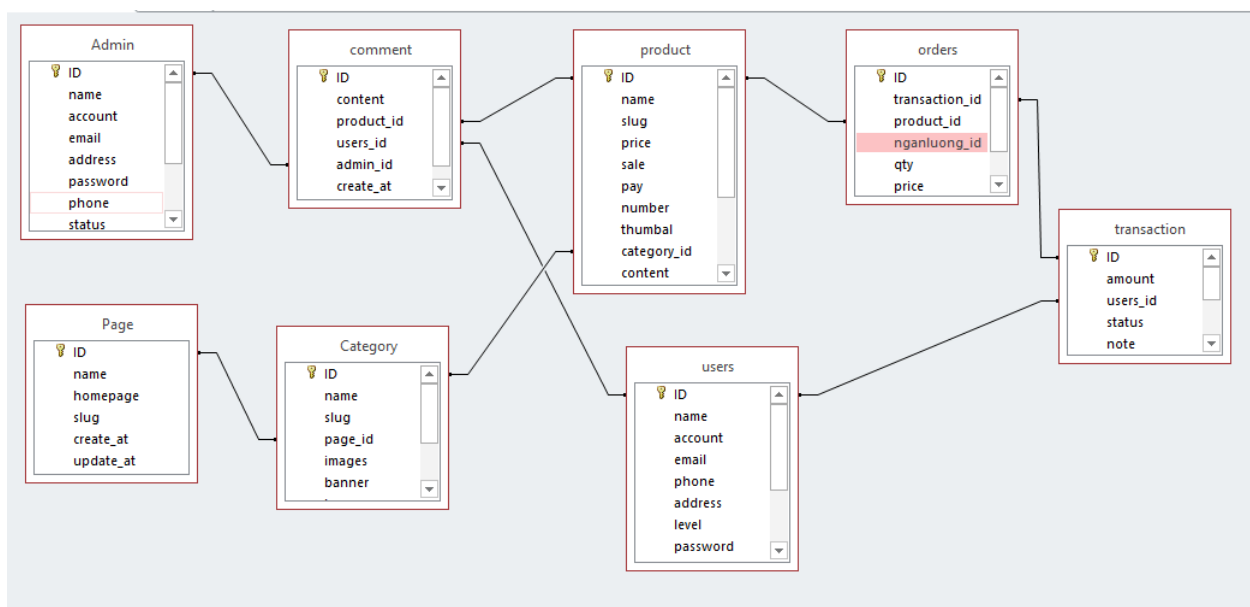 Admin
ID
name
account
email
address
password
phone
status
comment
ID
content
product_id
users_id
admin_id
create_at
product
ID
name
slug
price
sale
pay
number
thumbal
category_id
content
orders
ID
transaction_id
product_id
nganluong_id
qty
price
transaction
ID
amount
users_id
status
note
Page
ID
name
homepage
slug
create_at
update_at
Category
ID
name
slug
page_id
images
banner
users
ID
name
account
email
phone
address
level
password